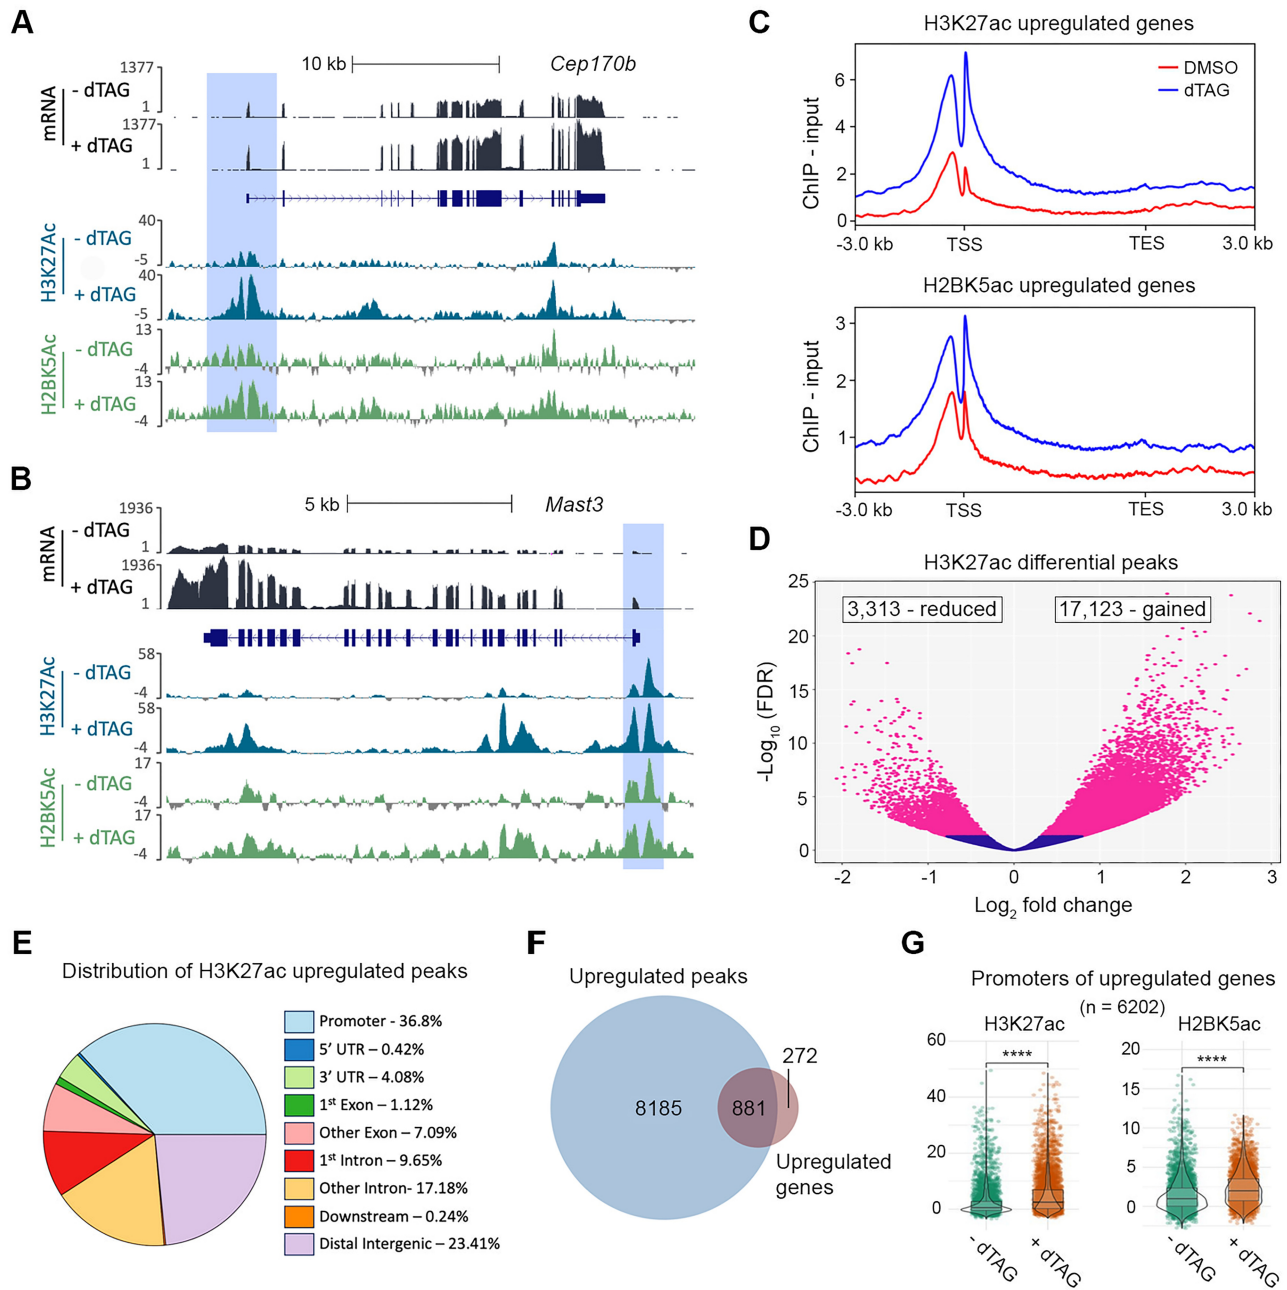 A
10 kb
Cep170b
1377
- dTAG
1
mRNA
1377
+ dTAG
1
40
- dTAG
-5
H3K27Ac
40
+ dTAG
-5
13
- dTAG
-4
H2BK5Ac
13
+ dTAG
-4
B
5 kb
Mast3
1936
- dTAG
1
mRNA
1936
+ dTAG
1
58
- dTAG
-4
H3K27Ac
58
+ dTAG
-4
17
- dTAG
-4
H2BK5Ac
17
+ dTAG
-4
C
H3K27ac upregulated genes
DMSO
dTAG
ChIP - input
6
4
2
0
-3.0 kb TSS TES 3.0 kb
H2BK5ac upregulated genes
ChIP - input
3
2
1
-3.0 kb TSS TES 3.0 kb
D
H3K27ac differential peaks
3,313 - reduced
17,123 - gained
-Log10 (FDR)
25
20
15
10
5
0
-2 -1 0 1 2 3
Log2 fold change
E
Distribution of H3K27ac upregulated peaks
Promoter - 36.8%
5′ UTR – 0.42%
3′ UTR – 4.08%
1st Exon – 1.12%
Other Exon – 7.09%
1st Intron – 9.65%
Other Intron- 17.18%
Downstream – 0.24%
Distal Intergenic – 23.41%
F
Upregulated peaks
272
8185
881
Upregulated
genes
G
Promoters of upregulated genes
(n = 6202)
H3K27ac
60
40
20
0
****
- dTAG
+ dTAG
H2BK5ac
20
15
10
5
0
****
- dTAG
+ dTAG